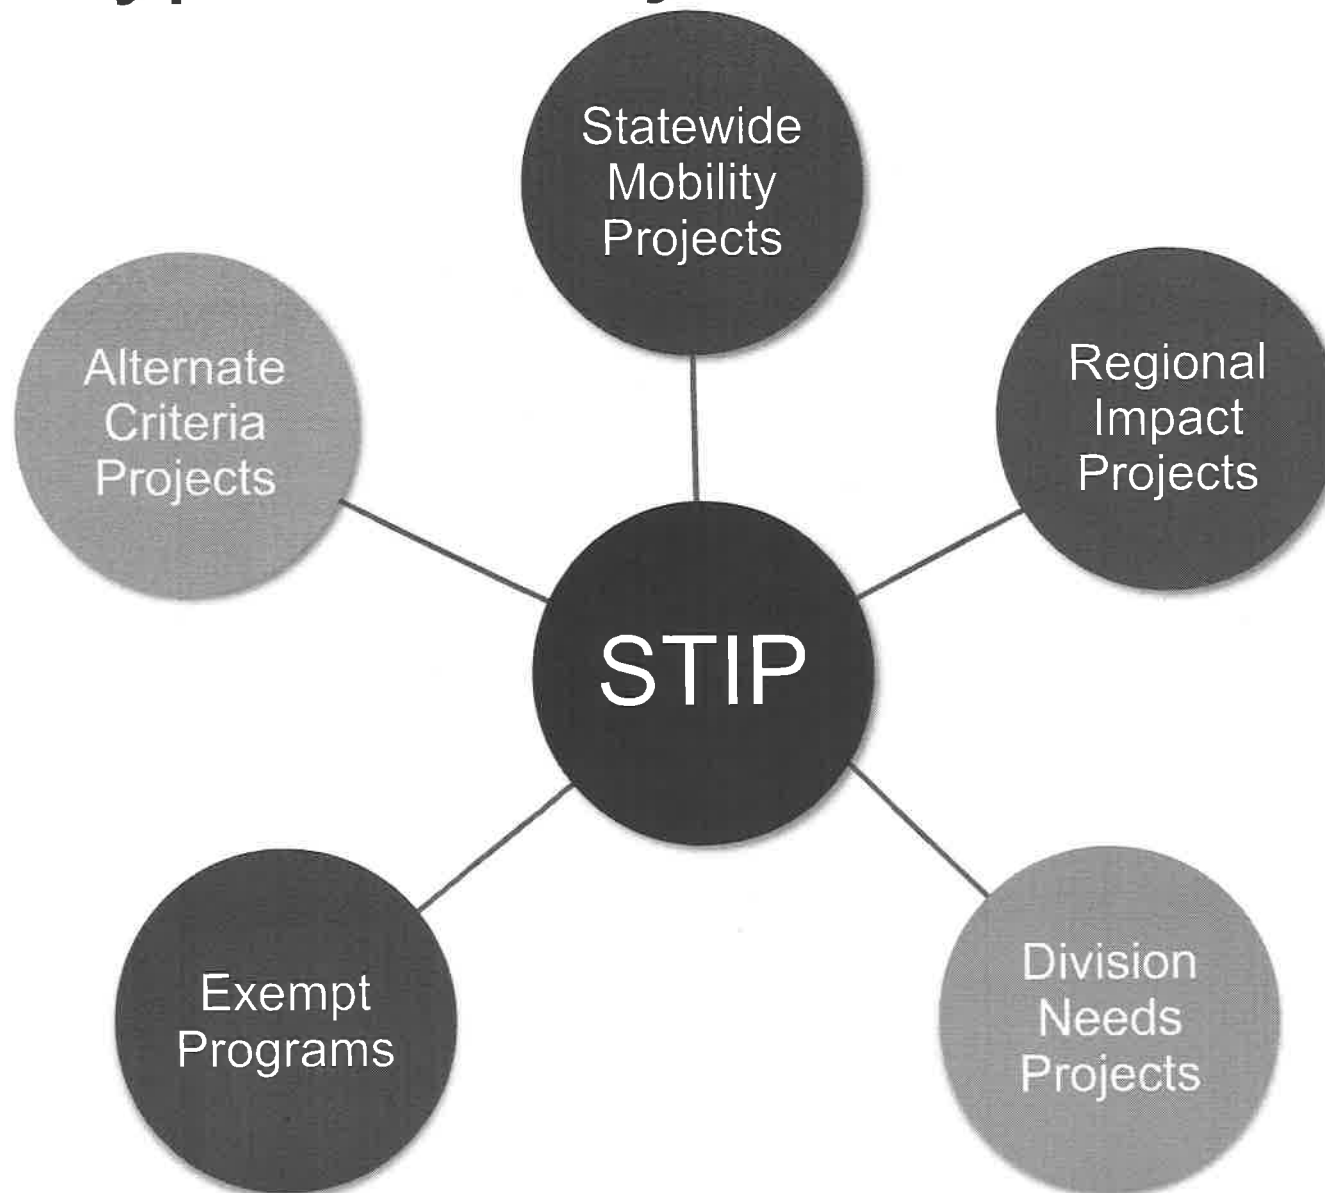 Statewide
Mobility
Projects
Regional
Impact
Projects
Alternate
Criteria
Projects
STIP
Exempt
Programs
Division
Needs
Projects